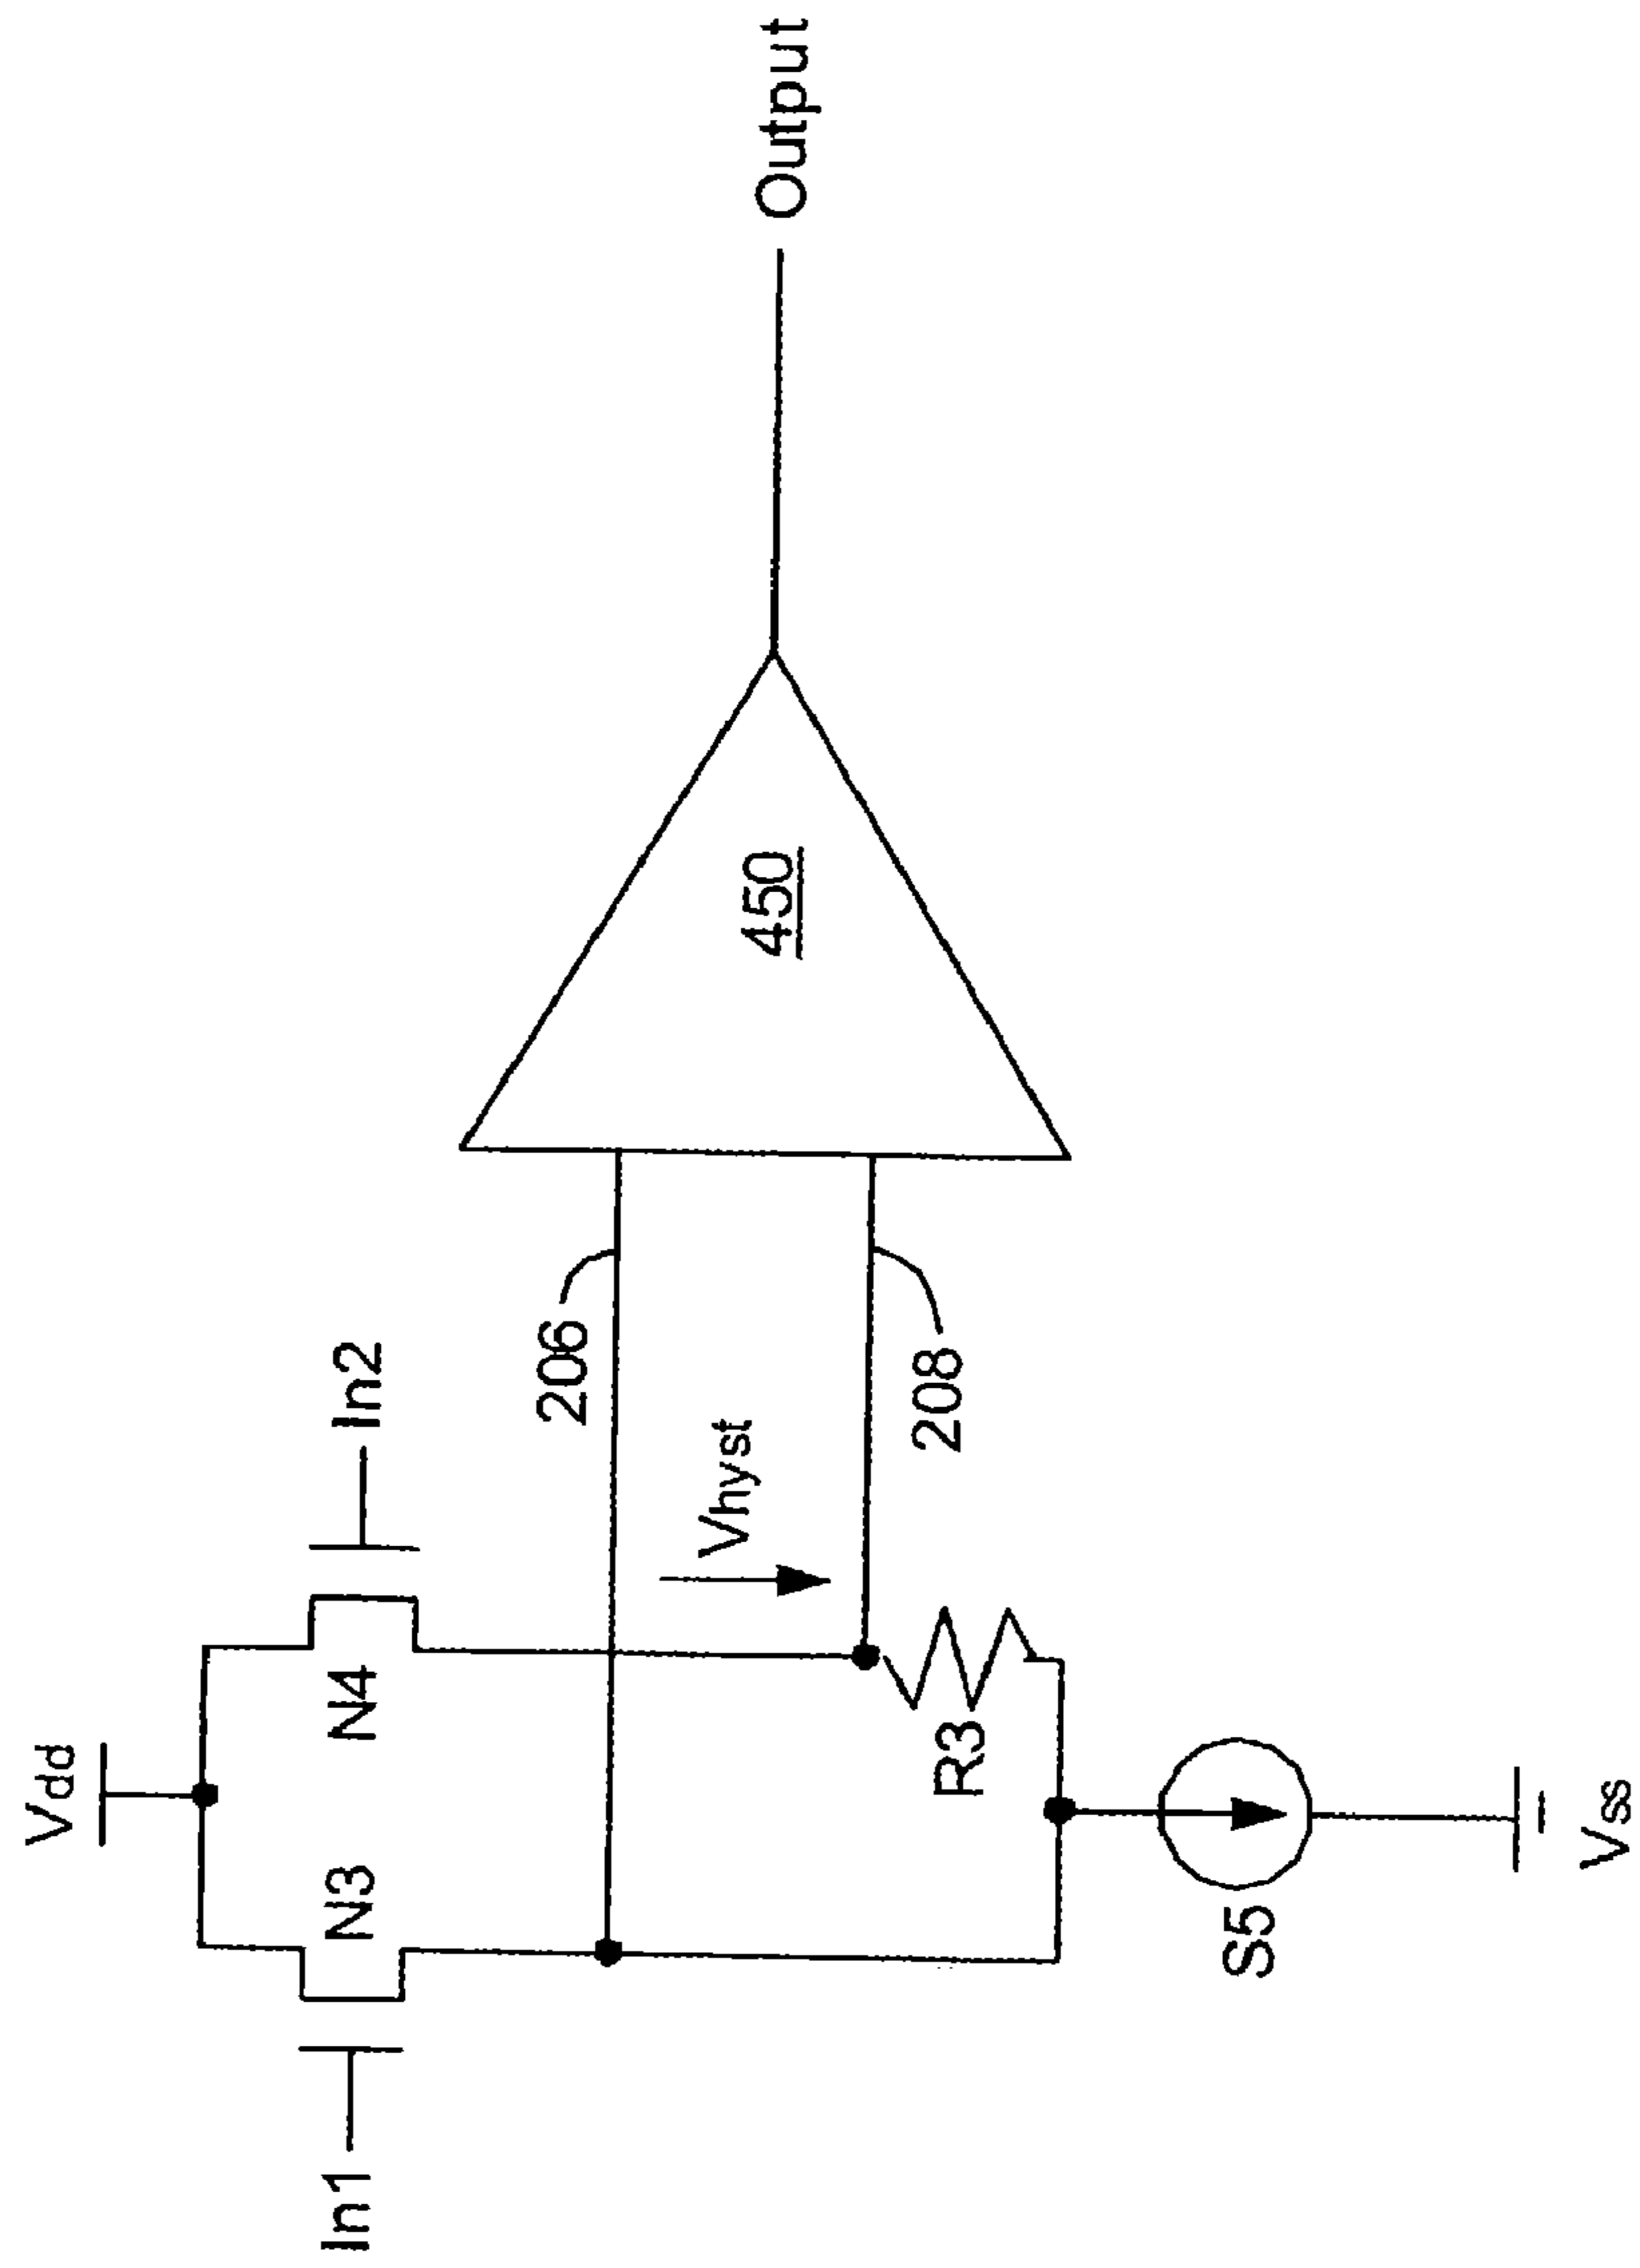 Vdd
In1
N3
N4
In2
206
Vhyst
208
450
Output
R3
S5
Vss